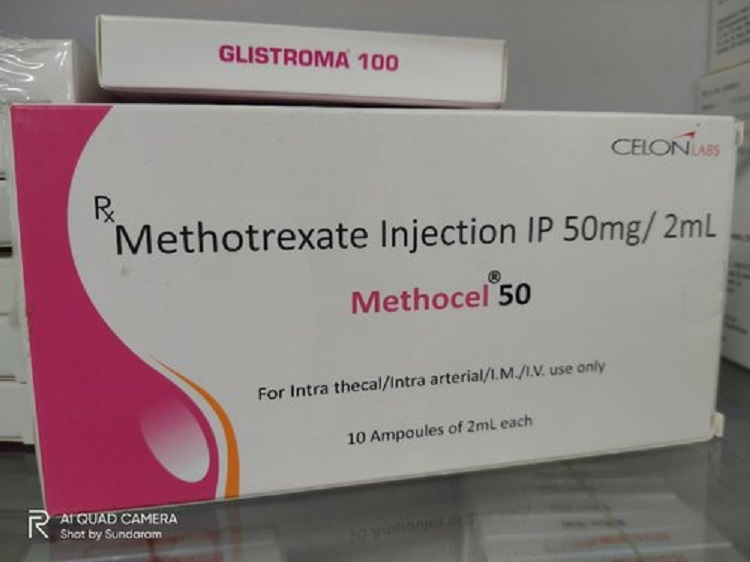 GLISTROMA 100
CELON LABS
Rx
Methotrexate Injection IP 50mg/ 2mL
Methocel® 50
For Intra thecal/Intra arterial/I.M./I.V. use only
10 Ampoules of 2mL each
AI QUAD CAMERA
Shot by Sundaram